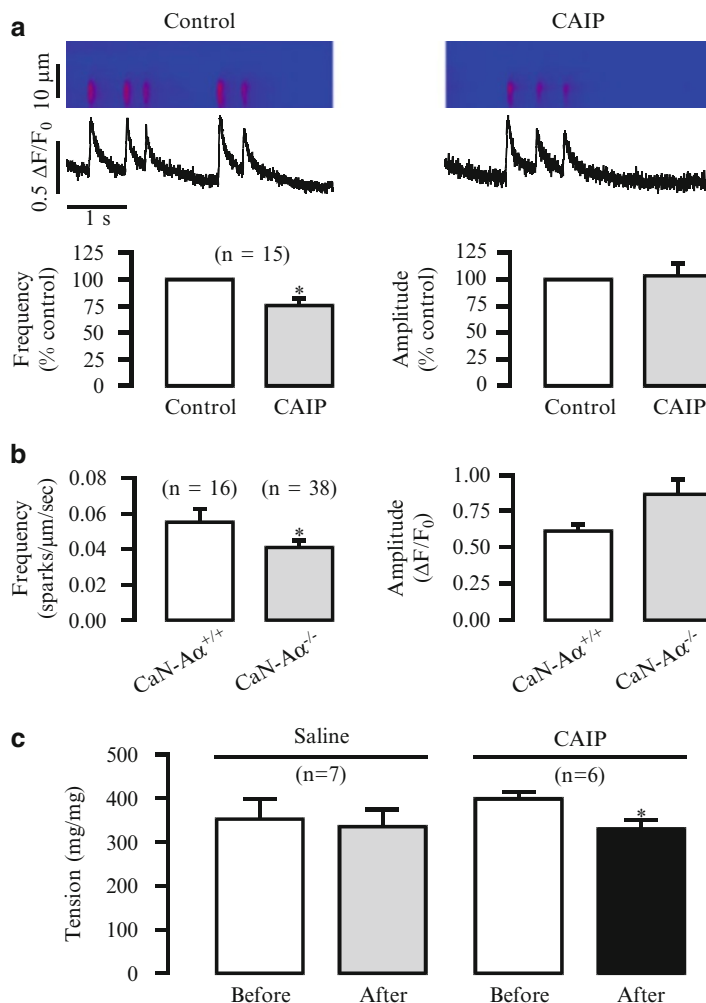 a
Control
CAIP
10 µm
0.5 ΔF/F₀
1 s
Frequency
(% control)
125
100
75
50
25
0
(n = 15)
*
Control
CAIP
Amplitude
(% control)
125
100
75
50
25
0
Control
CAIP
b
Frequency
(sparks/µm/sec)
0.08
0.06
0.04
0.02
0.00
(n = 16)
(n = 38)
*
CaN-Aα⁺/⁺
CaN-Aα⁻/⁻
Amplitude
(ΔF/F₀)
1.00
0.75
0.50
0.25
0.00
CaN-Aα⁺/⁺
CaN-Aα⁻/⁻
c
Tension (mg/mg)
500
400
300
200
100
0
Saline
(n=7)
CAIP
(n=6)
*
Before
After
Before
After